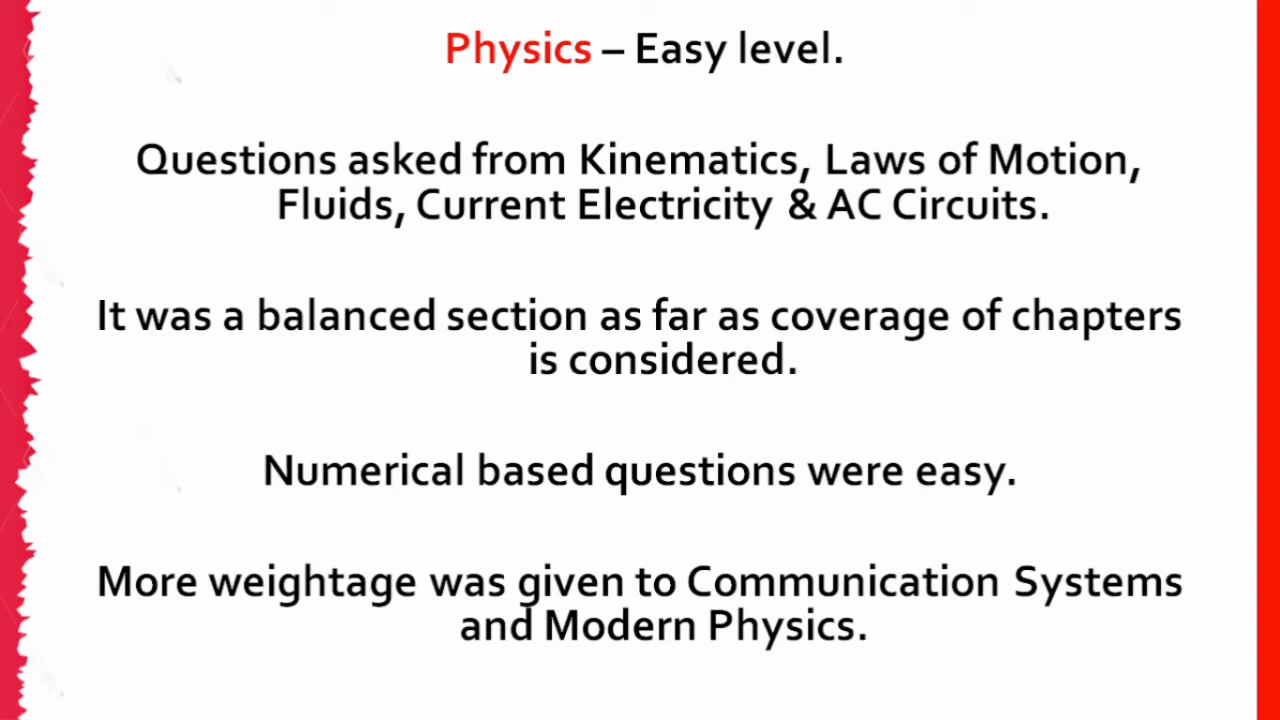 Physics – Easy level.
Questions asked from Kinematics, Laws of Motion,
Fluids, Current Electricity & AC Circuits.
It was a balanced section as far as coverage of chapters
is considered.
Numerical based questions were easy.
More weightage was given to Communication Systems
and Modern Physics.